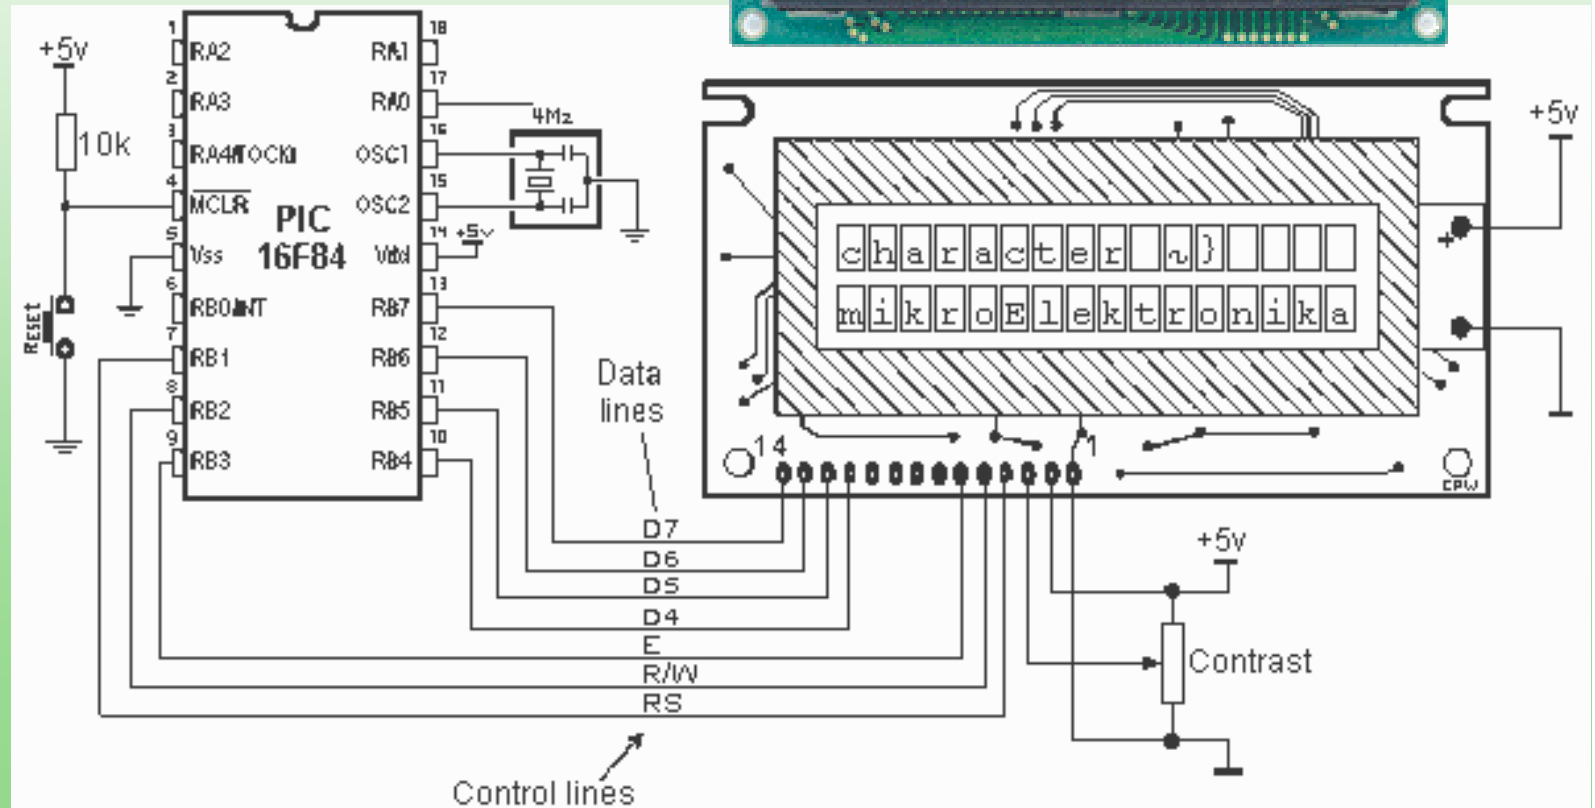 +5v
10k
RESET
1 RA2
2 RA3
3 RA4/TOCKI
4 MCLR
5 Vss
6 RB0/INT
7 RB1
8 RB2
9 RB3
PIC
16F84
RA1 18
RA0 17
OSC1 16
OSC2 15
Vdd 14
RB7 13
RB6 12
RB5 11
RB4 10
+5v
4Mz
Data
lines
D7
D6
D5
D4
E
R/W
RS
Control lines
character ~}
mikroElektronika
14
1
+
+5v
EPW
+5v
Contrast